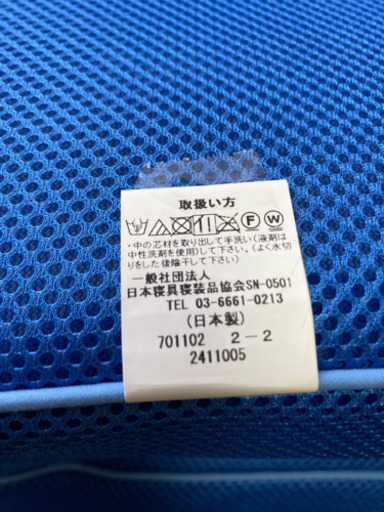 取扱い方
F W
・中の芯材を取り出して手洗い(液剤は
中性洗剤を使用)して下さい。(よく水切
りをした後陰干して下さい)
一般社団法人
日本寝具寝装品協会SN-0501
TEL 03-6661-0213
(日本製)
701102 2-2
2411005